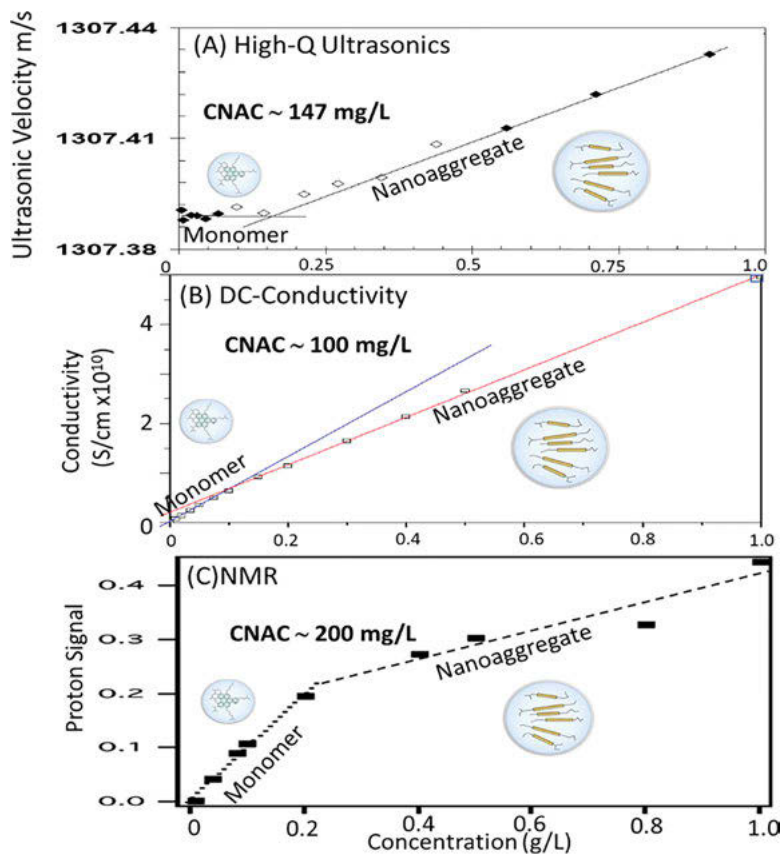 1307.44
(A) High-Q Ultrasonics
CNAC ~ 147 mg/L
1307.41
Ultrasonic Velocity m/s
Nanoaggregate
Monomer
1307.38
0 0.25 0.5 0.75 1.0
(B) DC-Conductivity
4
CNAC ~ 100 mg/L
Conductivity
(S/cm x10¹⁰)
2
Nanoaggregate
Monomer
0
0 0.2 0.4 0.6 0.8 1.0
(C)NMR
0.4
CNAC ~ 200 mg/L
Proton Signal
0.3
Nanoaggregate
0.2
0.1
Monomer
0.0
0 0.2 0.4 0.6 0.8 1.0
Concentration (g/L)